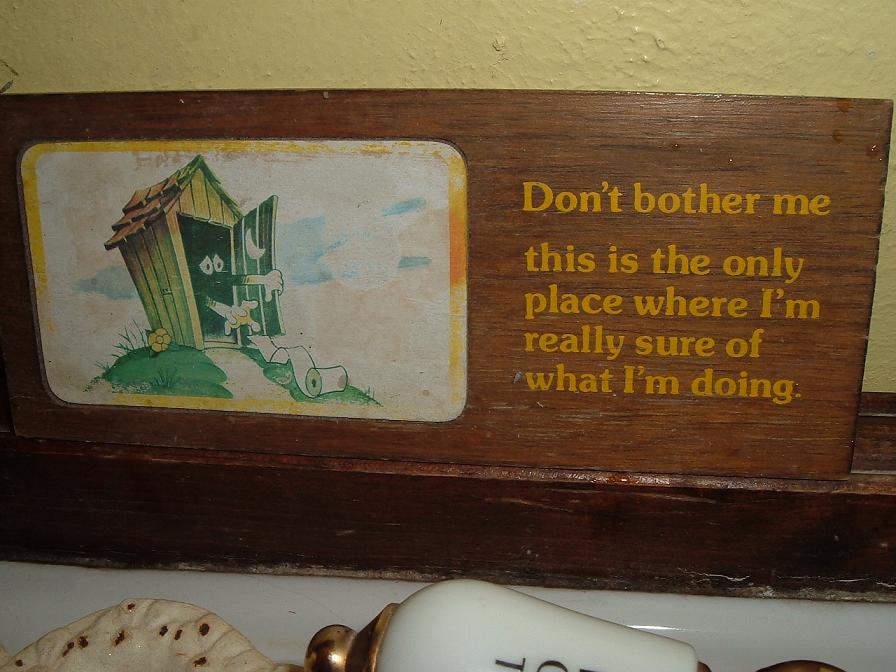 Don't bother me
this is the only
place where I'm
really sure of
what I'm doing.